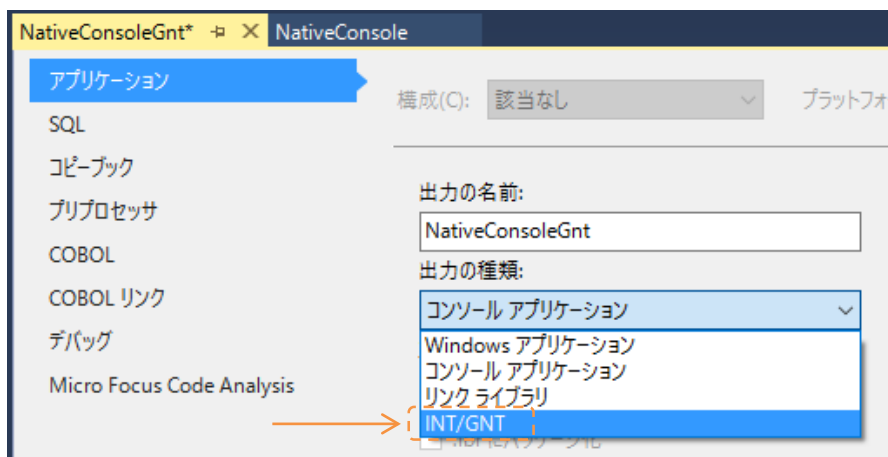 NativeConsoleGnt* NativeConsole
アプリケーション
SQL
コピーブック
プリプロセッサ
COBOL
COBOL リンク
デバッグ
Micro Focus Code Analysis
構成(C): 該当なし プラットフォ
出力の名前:
NativeConsoleGnt
出力の種類:
コンソール アプリケーション
Windows アプリケーション
コンソール アプリケーション
リンク ライブラリ
INT/GNT